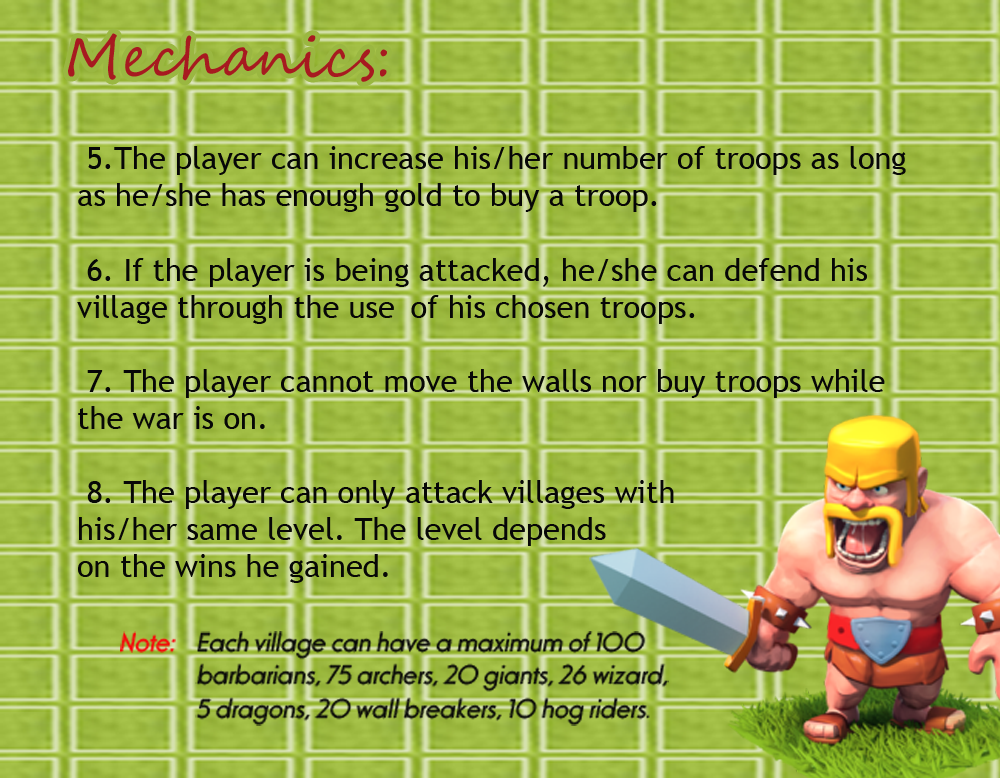 Mechanics:
5.The player can increase his/her number of troops as long
as he/she has enough gold to buy a troop.
6. If the player is being attacked, he/she can defend his
village through the use of his chosen troops.
7. The player cannot move the walls nor buy troops while
the war is on.
8. The player can only attack villages with
his/her same level. The level depends
on the wins he gained.
Note: Each village can have a maximum of 100
barbarians, 75 archers, 20 giants, 26 wizard,
5 dragons, 20 wall breakers, 10 hog riders.